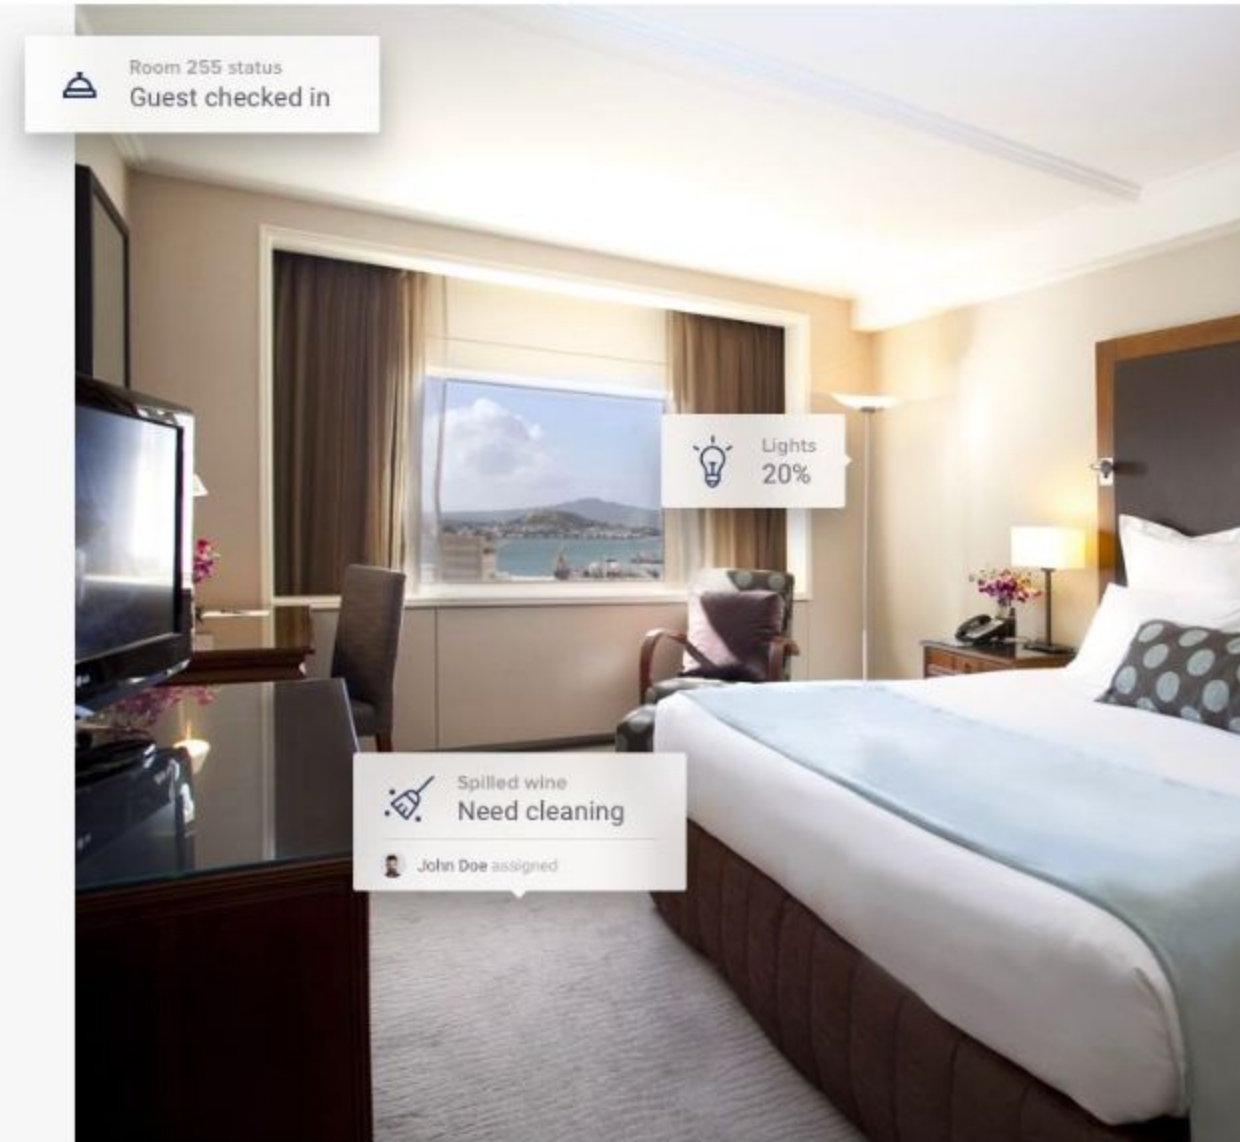 Room 255 status
Guest checked in
Lights
20%
Spilled wine
Need cleaning
John Doe assigned